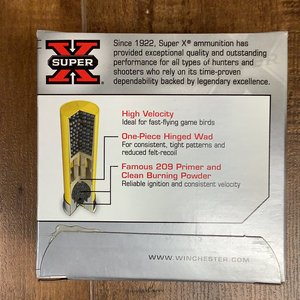 SUPER
X
Since 1922, Super X® ammunition has
provided exceptional quality and outstanding
performance for all types of hunters and
shooters who rely on its time-proven
dependability backed by legendary excellence.
High Velocity
Ideal for fast-flying game birds
One-Piece Hinged Wad
For consistent, tight patterns and
reduced felt-recoil
Famous 209 Primer and
Clean Burning Powder
Reliable ignition and consistent velocity
WWW.WINCHESTER.COM